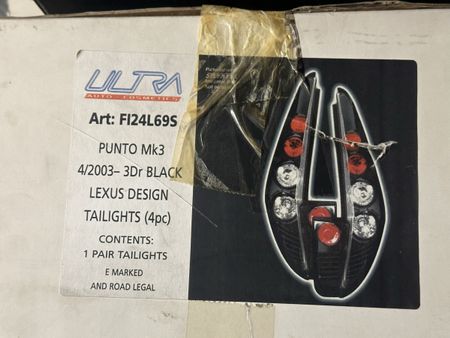 ULTRA
AUTO COSMETICS
Art: FI24L69S
PUNTO Mk3
4/2003– 3Dr BLACK
LEXUS DESIGN
TAILIGHTS (4pc)
CONTENTS:
1 PAIR TAILIGHTS
E MARKED
AND ROAD LEGAL